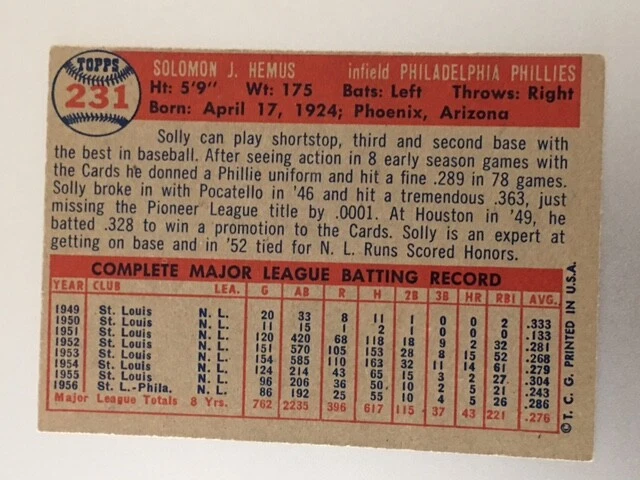 TOPPS
231
SOLOMON J. HEMUS infield PHILADELPHIA PHILLIES
Ht: 5'9" Wt: 175 Bats: Left Throws: Right
Born: April 17, 1924; Phoenix, Arizona
Solly can play shortstop, third and second base with
the best in baseball. After seeing action in 8 early season games with
the Cards he donned a Phillie uniform and hit a fine .289 in 78 games.
Solly broke in with Pocatello in '46 and hit a tremendous .363, just
missing the Pioneer League title by .0001. At Houston in '49, he
batted .328 to win a promotion to the Cards. Solly is an expert at
getting on base and in '52 tied for N. L. Runs Scored Honors.
COMPLETE MAJOR LEAGUE BATTING RECORD
YEAR CLUB LEA. G AB R H 2B 3B HR RBI AVG.
1949 St. Louis N. L. 20 33 8 11 1 0 0 2 .333
1950 St. Louis N. L. 11 15 1 2 1 0 0 0 .133
1951 St. Louis N. L. 120 420 68 118 18 9 2 32 .281
1952 St. Louis N. L. 151 570 105 153 28 8 15 52 .268
1953 St. Louis N. L. 154 585 110 163 32 11 14 61 .279
1954 St. Louis N. L. 124 214 43 65 15 3 2 27 .304
1955 St. Louis N. L. 96 206 36 50 10 2 5 21 .243
1956 St. L.-Phila. N. L. 86 192 25 55 10 4 5 26 .286
Major League Totals 8 Yrs. 762 2235 396 617 115 37 43 221 .276
© T. C. G. PRINTED IN U.S.A.